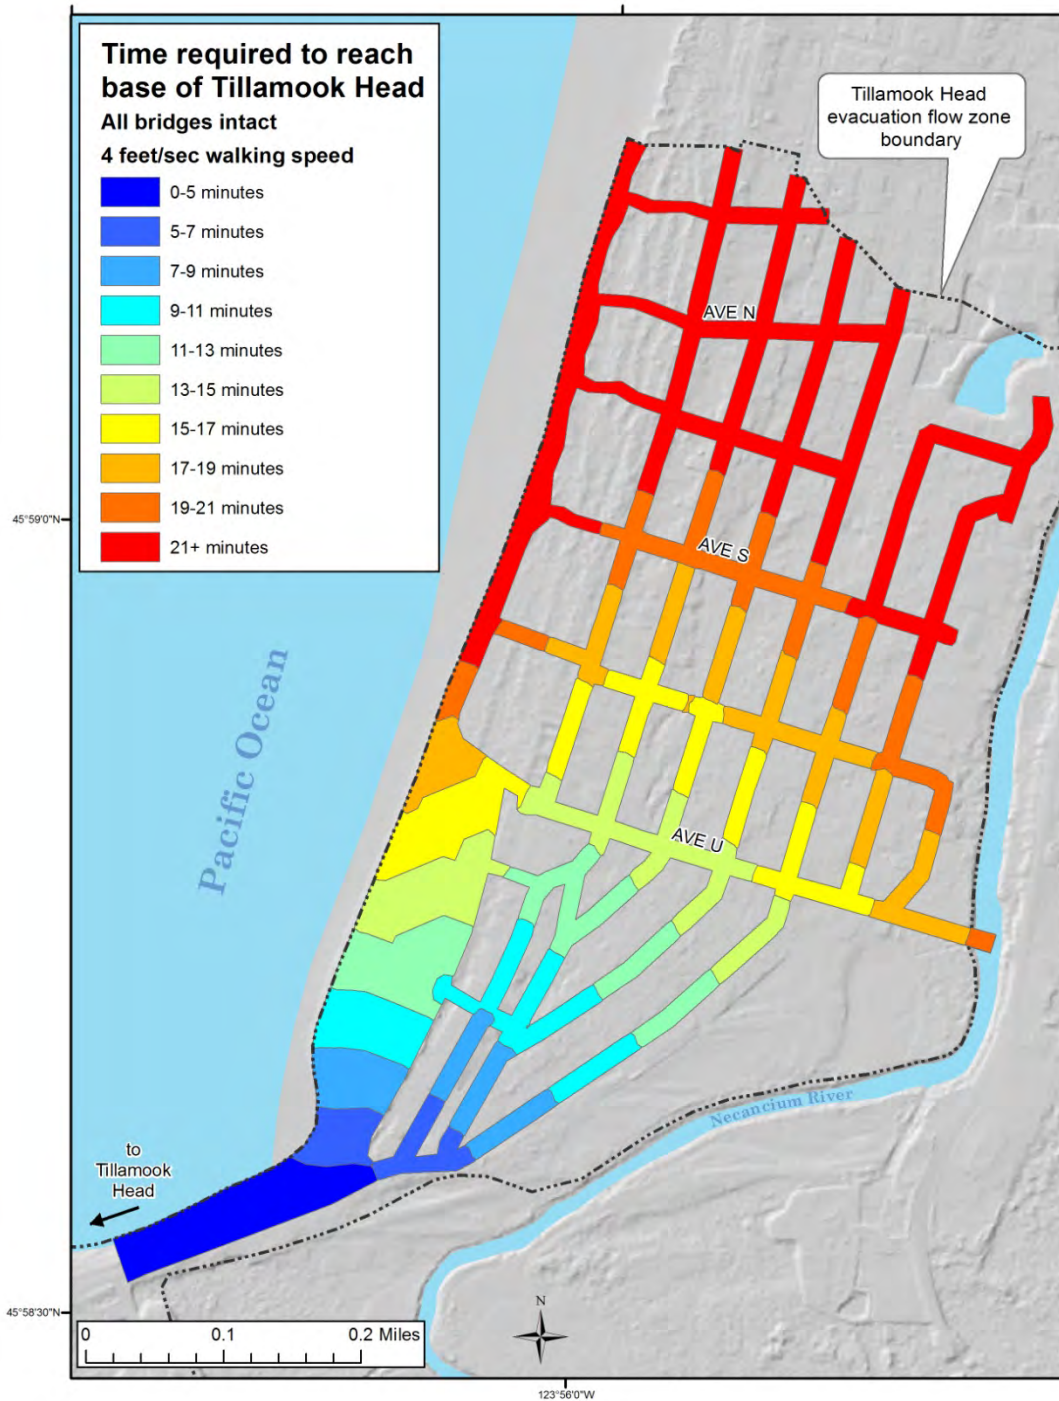 Time required to reach
base of Tillamook Head
All bridges intact
4 feet/sec walking speed
0-5 minutes
5-7 minutes
7-9 minutes
9-11 minutes
11-13 minutes
13-15 minutes
15-17 minutes
17-19 minutes
19-21 minutes
21+ minutes
Tillamook Head
evacuation flow zone
boundary
AVE N
45°59'0"N
AVE S
Pacific Ocean
AVE U
Necancium River
to
Tillamook
Head
45°58'30"N
0 0.1 0.2 Miles
N
123°56'0"W